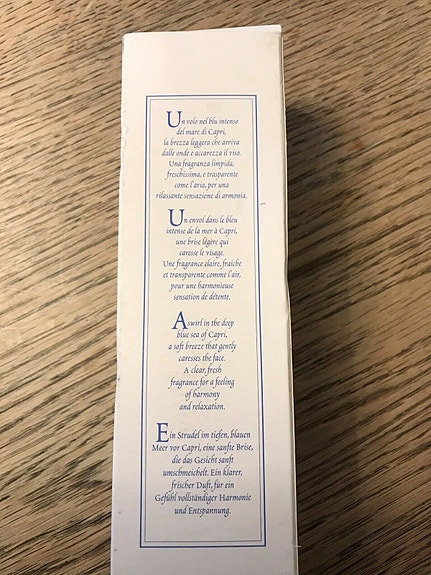 Un volo nel blu intenso
del mare di Capri,
la brezza leggera che arriva
dalle onde e accarezza il viso.
Una fragranza limpida,
freschissima, e trasparente
come l'aria, per una
rilassante sensazione di armonia.
Un envol dans le bleu
intense de la mer à Capri,
une brise légère qui
caresse le visage.
Une fragrance claire, fraîche
et transparente comme l'air,
pour une harmonieuse
sensation de détente.
A swirl in the deep
blue sea of Capri,
a soft breeze that gently
caresses the face.
A clear, fresh
fragrance for a feeling
of harmony
and relaxation.
Ein Strudel im tiefen, blauen
Meer vor Capri, eine sanfte Brise,
die das Gesicht sanft
umschmeichelt. Ein klarer,
frischer Duft, für ein
Gefühl vollständiger Harmonie
und Entspannung.